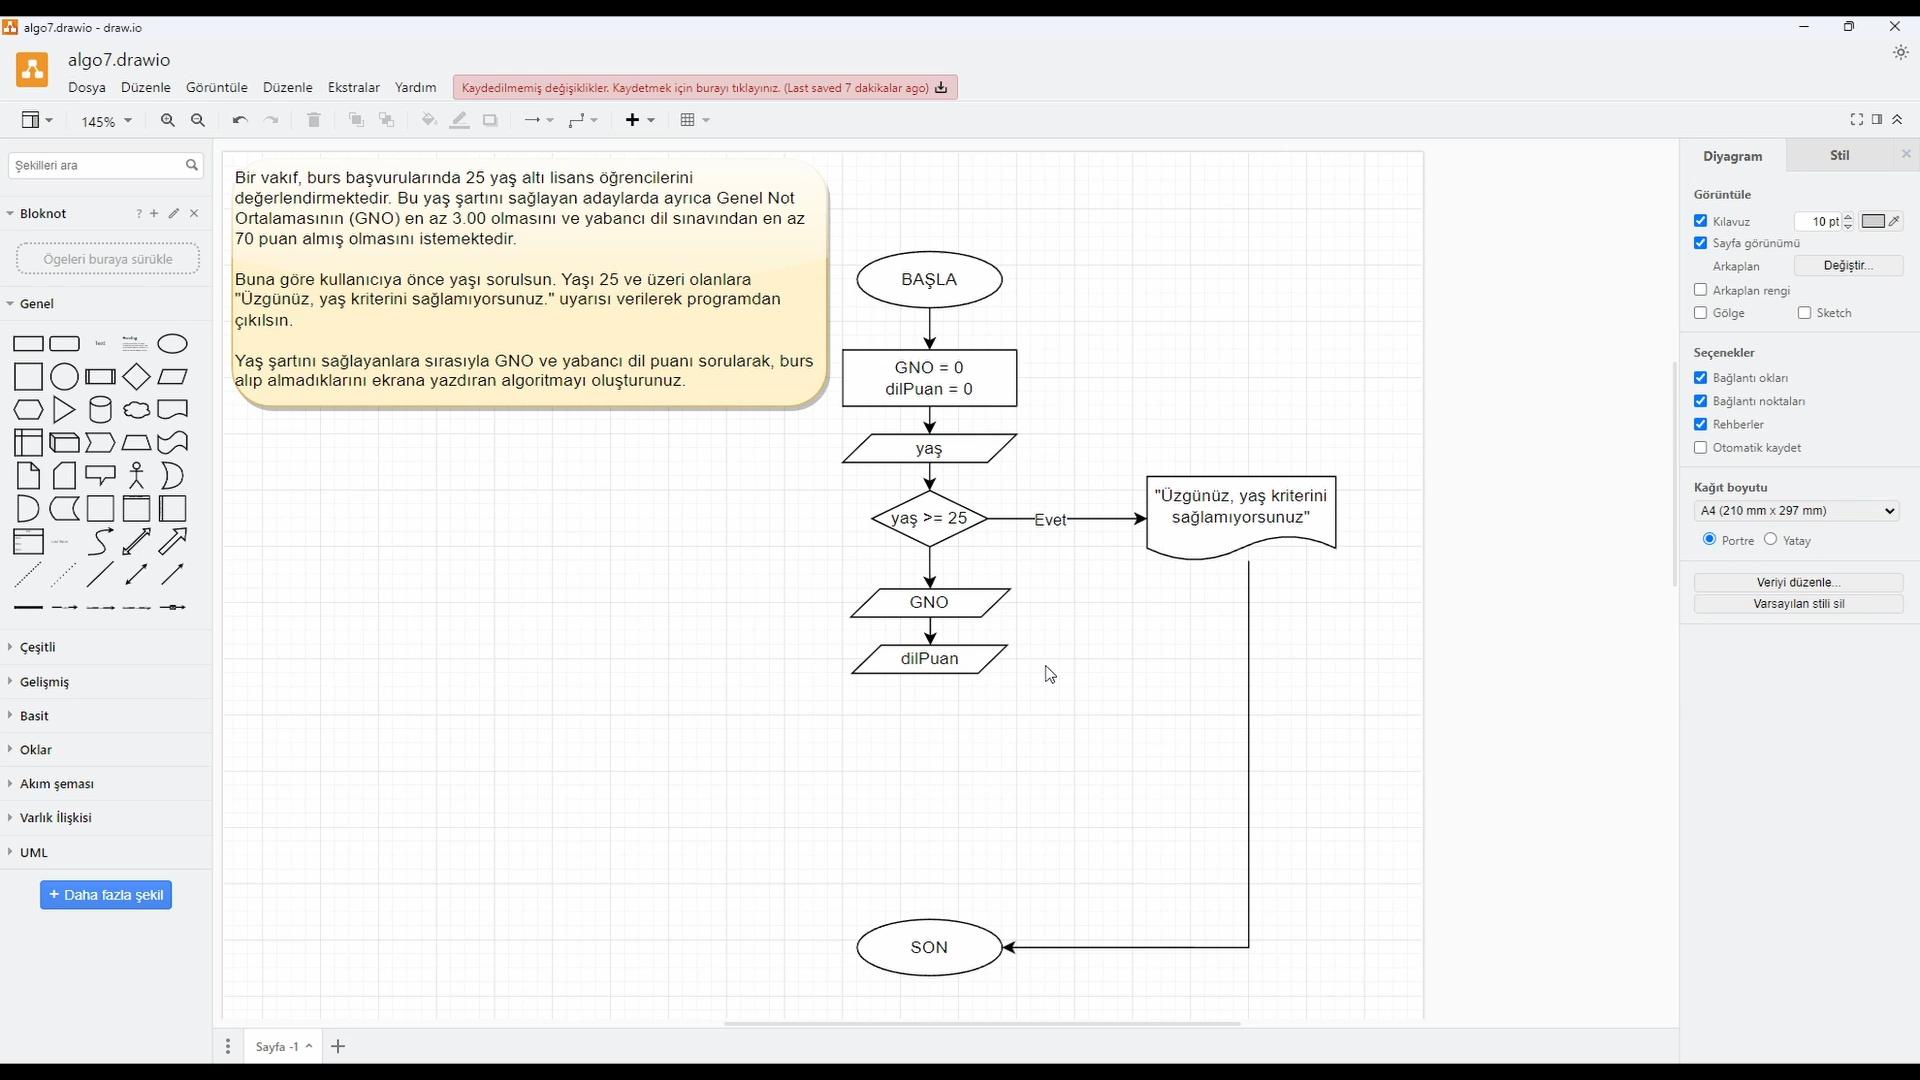 algo7.drawio - draw.io
algo7.drawio
Dosya Düzenle Görüntüle Düzenle Ekstralar Yardım
Kaydedilmemiş değişiklikler. Kaydetmek için burayı tıklayınız. (Last saved 7 dakikalar ago)
145%
Şekilleri ara
Bloknot
?
Ögeleri buraya sürükle
Genel
Text
Heading
Çeşitli
Gelişmiş
Basit
Oklar
Akım şeması
Varlık İlişkisi
UML
+ Daha fazla şekil
Bir vakıf, burs başvurularında 25 yaş altı lisans öğrencilerini
değerlendirmektedir. Bu yaş şartını sağlayan adaylarda ayrıca Genel Not
Ortalamasının (GNO) en az 3.00 olmasını ve yabancı dil sınavından en az
70 puan almış olmasını istemektedir.
Buna göre kullanıcıya önce yaşı sorulsun. Yaşı 25 ve üzeri olanlara
"Üzgünüz, yaş kriterini sağlamıyorsunuz." uyarısı verilerek programdan
çıkılsın.
Yaş şartını sağlayanlara sırasıyla GNO ve yabancı dil puanı sorularak, burs
alıp almadıklarını ekrana yazdıran algoritmayı oluşturunuz.
BAŞLA
GNO = 0
dilPuan = 0
yaş
yaş >= 25
Evet
"Üzgünüz, yaş kriterini
sağlamıyorsunuz"
GNO
dilPuan
SON
Sayfa -1
Diyagram
Stil
Görüntüle
Kılavuz
10 pt
Sayfa görünümü
Arkaplan
Değiştir...
Arkaplan rengi
Gölge
Sketch
Seçenekler
Bağlantı okları
Bağlantı noktaları
Rehberler
Otomatik kaydet
Kağıt boyutu
A4 (210 mm x 297 mm)
Portre
Yatay
Veriyi düzenle...
Varsayılan stili sil